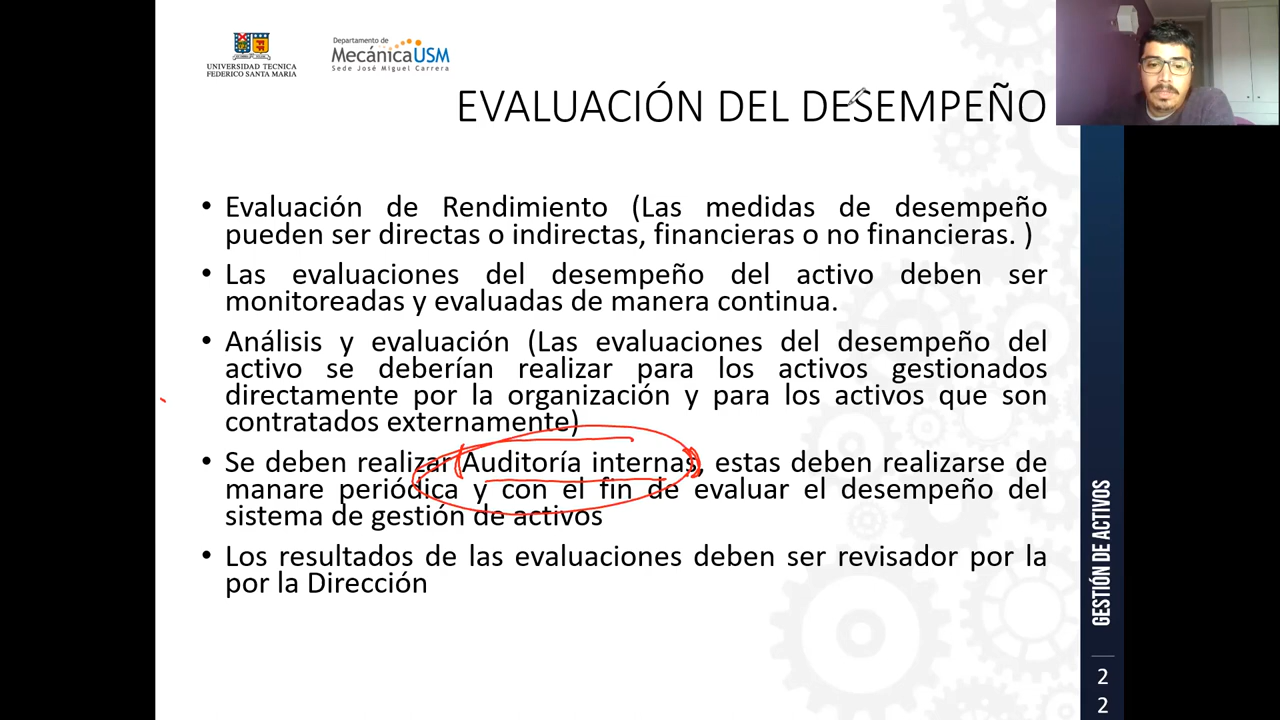 UNIVERSIDAD TECNICA
FEDERICO SANTA MARIA
Departamento de
MecánicaUSM
Sede José Miguel Carrera
EVALUACIÓN DEL DESEMPEÑO
• Evaluación de Rendimiento (Las medidas de desempeño
pueden ser directas o indirectas, financieras o no financieras. )
• Las evaluaciones del desempeño del activo deben ser
monitoreadas y evaluadas de manera continua.
• Análisis y evaluación (Las evaluaciones del desempeño del
activo se deberían realizar para los activos gestionados
directamente por la organización y para los activos que son
contratados externamente)
• Se deben realizar Auditoría internas, estas deben realizarse de
manare periódica y con el fin de evaluar el desempeño del
sistema de gestión de activos
• Los resultados de las evaluaciones deben ser revisador por la
por la Dirección
GESTIÓN DE ACTIVOS
2
2